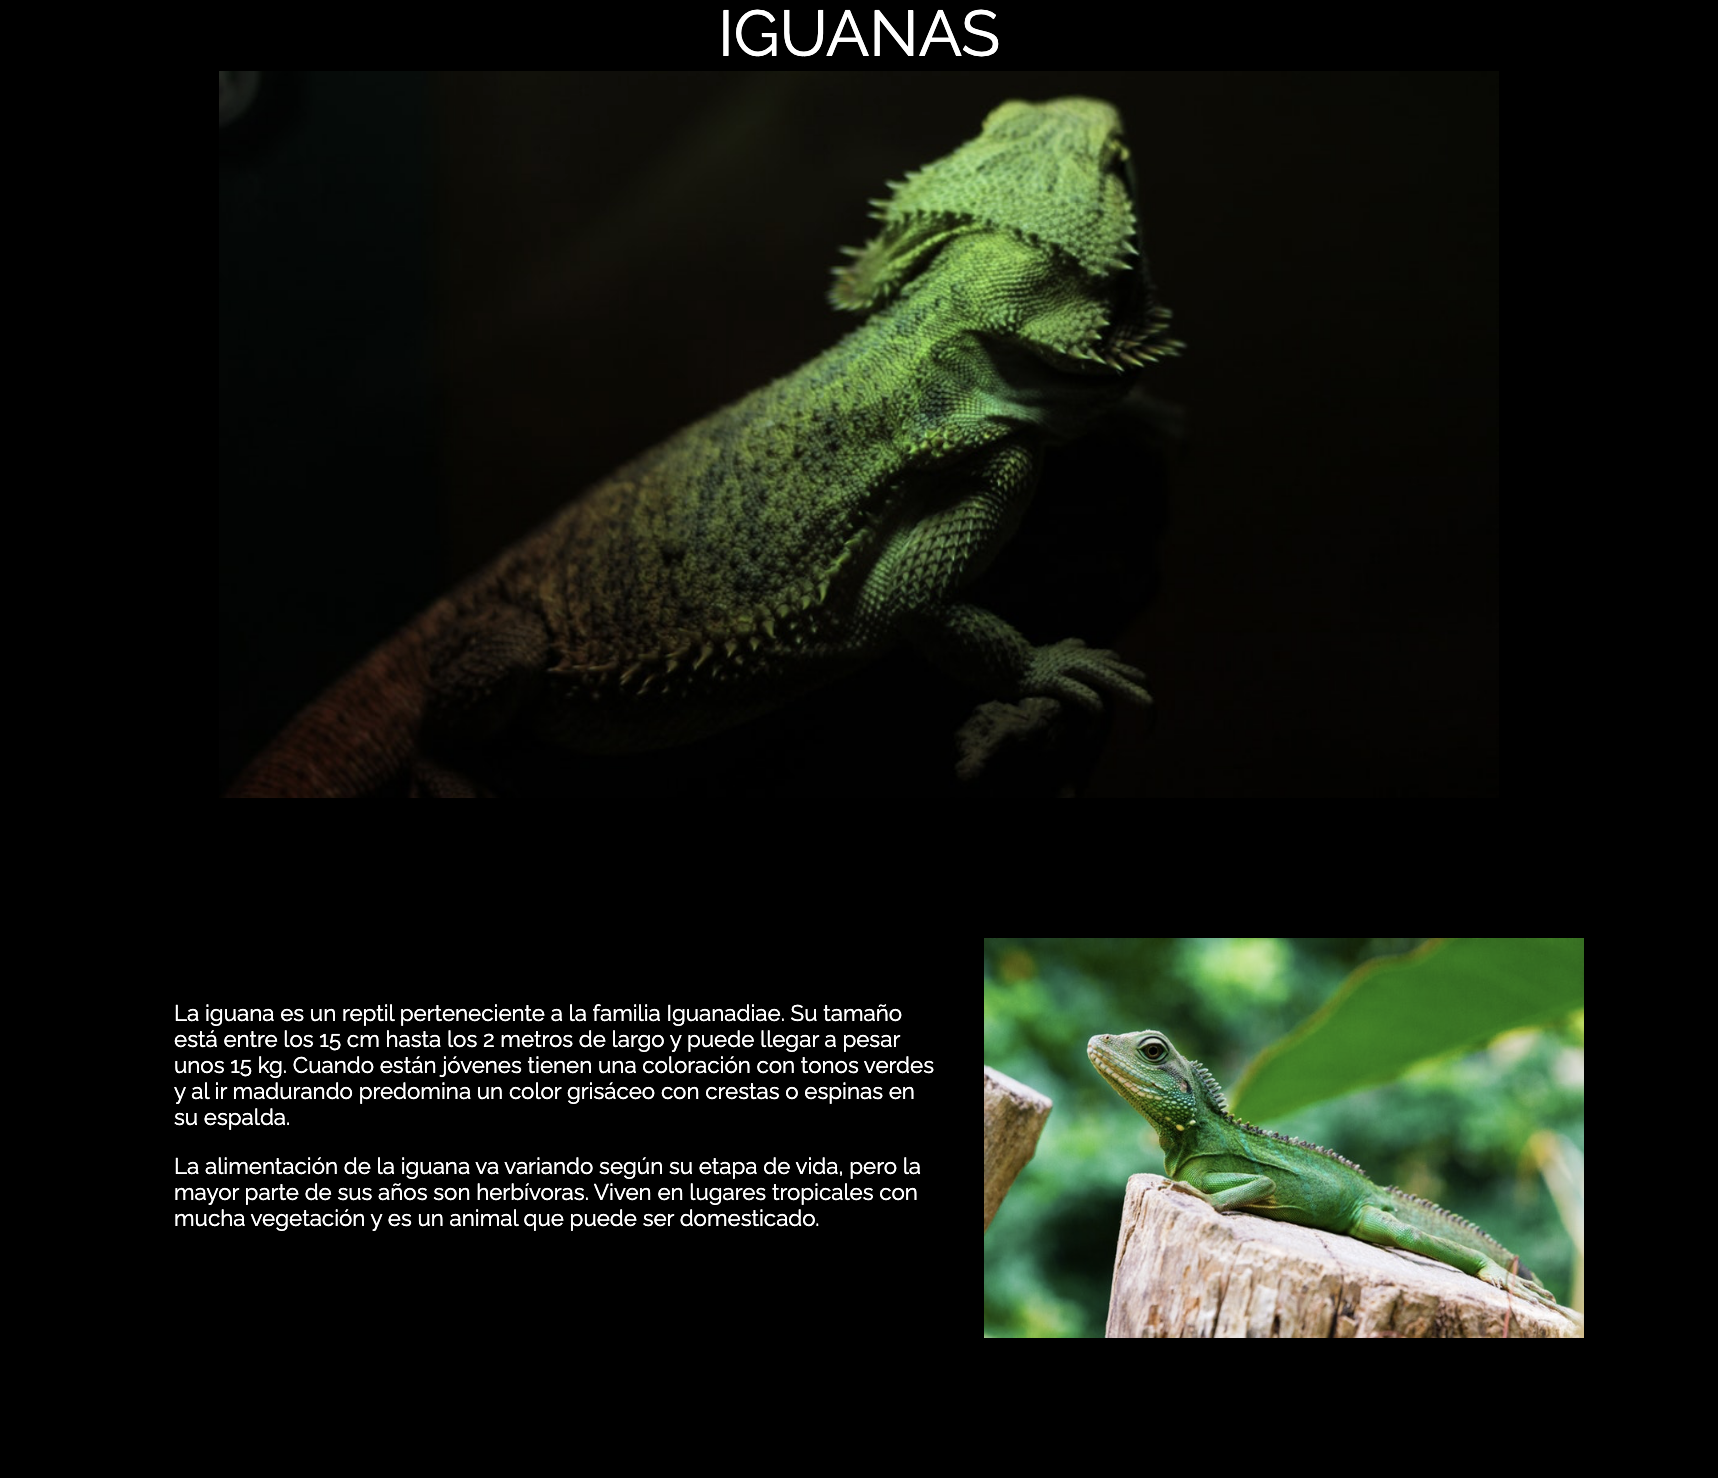 IGUANAS
La iguana es un reptil perteneciente a la familia Iguanadiae. Su tamaño
está entre los 15 cm hasta los 2 metros de largo y puede llegar a pesar
unos 15 kg. Cuando están jóvenes tienen una coloración con tonos verdes
y al ir madurando predomina un color grisáceo con crestas o espinas en
su espalda.
La alimentación de la iguana va variando según su etapa de vida, pero la
mayor parte de sus años son herbívoras. Viven en lugares tropicales con
mucha vegetación y es un animal que puede ser domesticado.